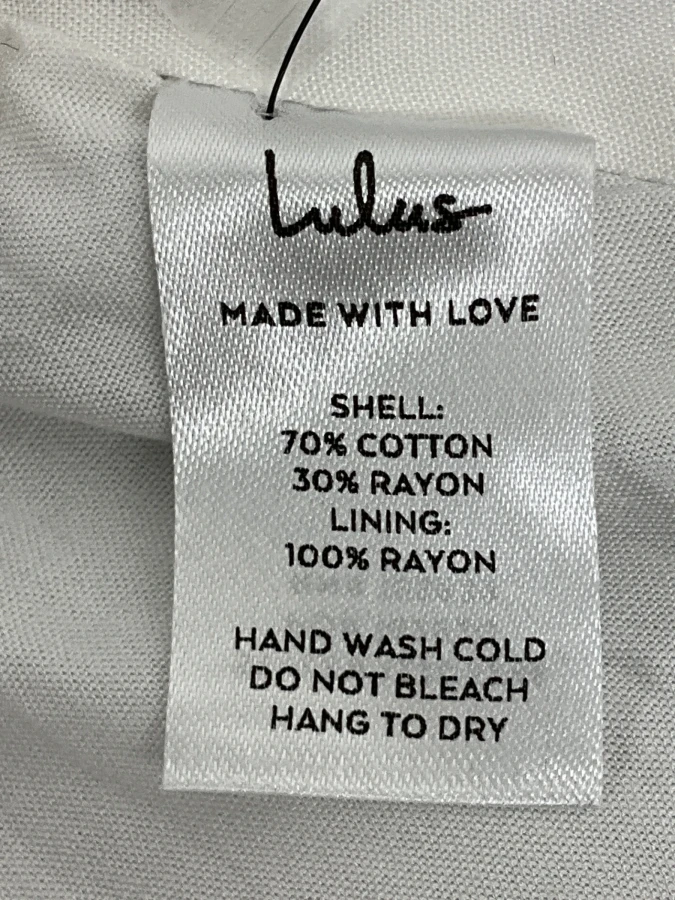 Lulus
MADE WITH LOVE
SHELL:
70% COTTON
30% RAYON
LINING:
100% RAYON
HAND WASH COLD
DO NOT BLEACH
HANG TO DRY